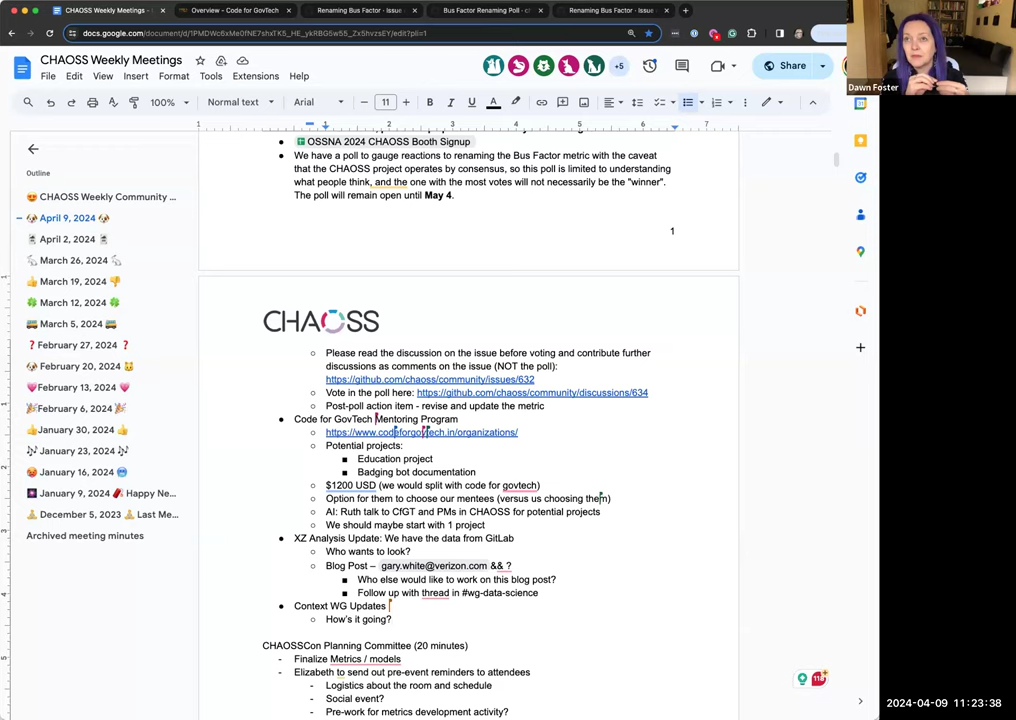 CHAOSS Weekly Meetings -
Overview - Code for GovTech
Renaming Bus Factor · Issue
Bus Factor Renaming Poll · c
Renaming Bus Factor · Issue
CHAOSS Weekly Meetings
File Edit View Insert Format Tools Extensions Help
+5
Share
100%
Normal text
Arial
11
Dawn Foster
1 1 2 3 4 5 6 7
Outline
CHAOSS Weekly Community ...
April 9, 2024
April 2, 2024
March 26, 2024
March 19, 2024
March 12, 2024
March 5, 2024
February 27, 2024
February 20, 2024
February 13, 2024
February 6, 2024
January 30, 2024
January 23, 2024
January 16, 2024
January 9, 2024 Happy Ne...
December 5, 2023 Last Me...
Archived meeting minutes
OSSNA 2024 CHAOSS Booth Signup
We have a poll to gauge reactions to renaming the Bus Factor metric with the caveat
that the CHAOSS project operates by consensus, so this poll is limited to understanding
what people think, and the one with the most votes will not necessarily be the "winner".
The poll will remain open until May 4.
1
CHAOSS
Please read the discussion on the issue before voting and contribute further
discussions as comments on the issue (NOT the poll):
https://github.com/chaoss/community/issues/632
Vote in the poll here: https://github.com/chaoss/community/discussions/634
Post-poll action item - revise and update the metric
Code for GovTech Mentoring Program
https://www.codeforgovtech.in/organizations/
Potential projects:
Education project
Badging bot documentation
$1200 USD (we would split with code for govtech)
Option for them to choose our mentees (versus us choosing them)
AI: Ruth talk to CfGT and PMs in CHAOSS for potential projects
We should maybe start with 1 project
XZ Analysis Update: We have the data from GitLab
Who wants to look?
Blog Post – gary.white@verizon.com && ?
Who else would like to work on this blog post?
Follow up with thread in #wg-data-science
Context WG Updates
How's it going?
CHAOSSCon Planning Committee (20 minutes)
- Finalize Metrics / models
- Elizabeth to send out pre-event reminders to attendees
- Logistics about the room and schedule
- Social event?
- Pre-work for metrics development activity?
118
2024-04-09 11:23:38